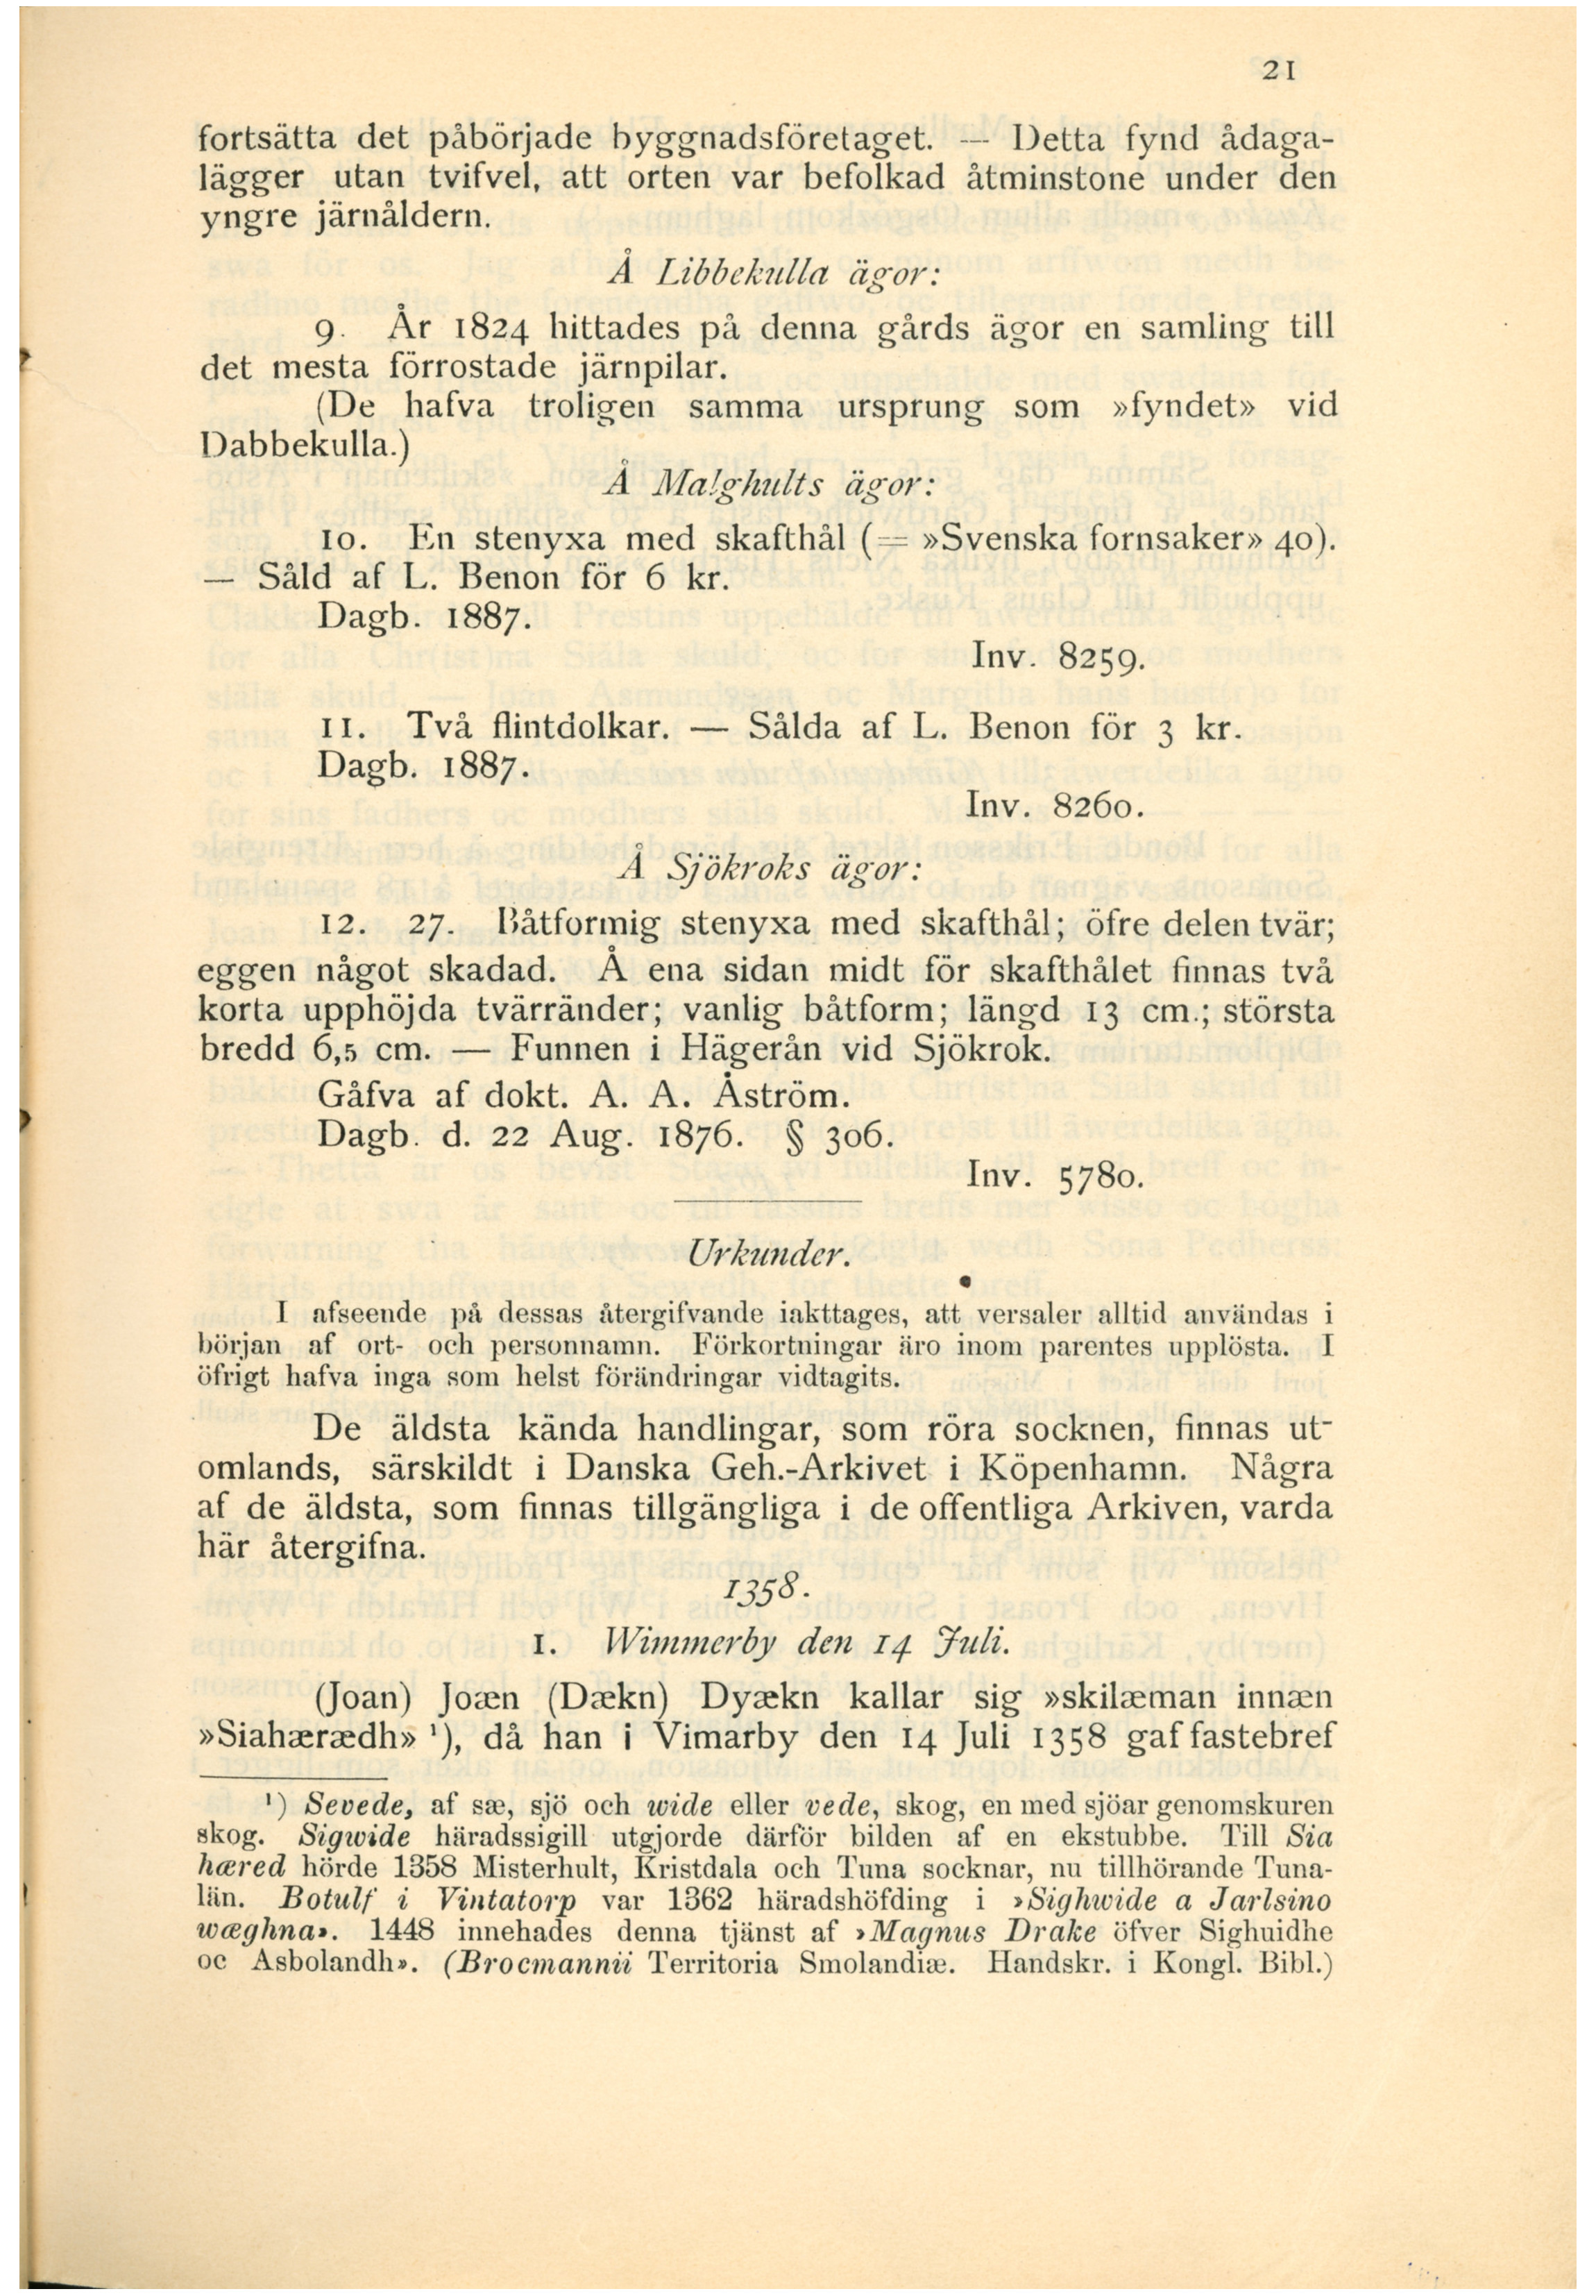 21
fortsätta det påbörjade byggnadsföretaget. — Detta fynd ådaga-
lägger utan tvifvel, att orten var befolkad åtminstone under den
yngre järnåldern.
Å Libbekulla ägor:
9. År 1824 hittades på denna gårds ägor en samling till
det mesta förrostade järnpilar.
(De hafva troligen samma ursprung som »fyndet» vid
Dabbekulla.)
Å Malghults ägor:
10. En stenyxa med skafthål (= »Svenska fornsaker» 40).
— Såld af L. Benon för 6 kr.
Dagb. 1887.
Inv. 8259.
11. Två flintdolkar. — Sålda af L. Benon för 3 kr.
Dagb. 1887.
Inv. 8260.
Å Sjökroks ägor:
12. 27. Båtformig stenyxa med skafthål; öfre delen tvär;
eggen något skadad. Å ena sidan midt för skafthålet finnas två
korta upphöjda tvärränder; vanlig båtform; längd 13 cm.; största
bredd 6,5 cm. — Funnen i Hägerån vid Sjökrok.
Gåfva af dokt. A. A. Åström.
Dagb. d. 22 Aug. 1876. § 306.
Inv. 5780.
Urkunder.
I afseende på dessas återgifvande iakttages, att versaler alltid användas i
början af ort- och personnamn. Förkortningar äro inom parentes upplösta. I
öfrigt hafva inga som helst förändringar vidtagits.
De äldsta kända handlingar, som röra socknen, finnas ut-
omlands, särskildt i Danska Geh.-Arkivet i Köpenhamn. Några
af de äldsta, som finnas tillgängliga i de offentliga Arkiven, varda
här återgifna.
1358.
1. Wimmerby den 14 Juli.
(Joan) Joæn (Dækn) Dyækn kallar sig »skilæman innæn
»Siahærædh» ¹), då han i Vimarby den 14 Juli 1358 gaf fastebref
¹) Sevede, af sæ, sjö och wide eller vede, skog, en med sjöar genomskuren
skog. Sigwide häradssigill utgjorde därför bilden af en ekstubbe. Till Sia
hæred hörde 1358 Misterhult, Kristdala och Tuna socknar, nu tillhörande Tuna-
län. Botulf i Vintatorp var 1362 häradshöfding i »Sighwide a Jarlsino
wæghna». 1448 innehades denna tjänst af »Magnus Drake öfver Sighuidhe
oc Asbolandh». (Brocmannii Territoria Smolandiæ. Handskr. i Kongl. Bibl.)